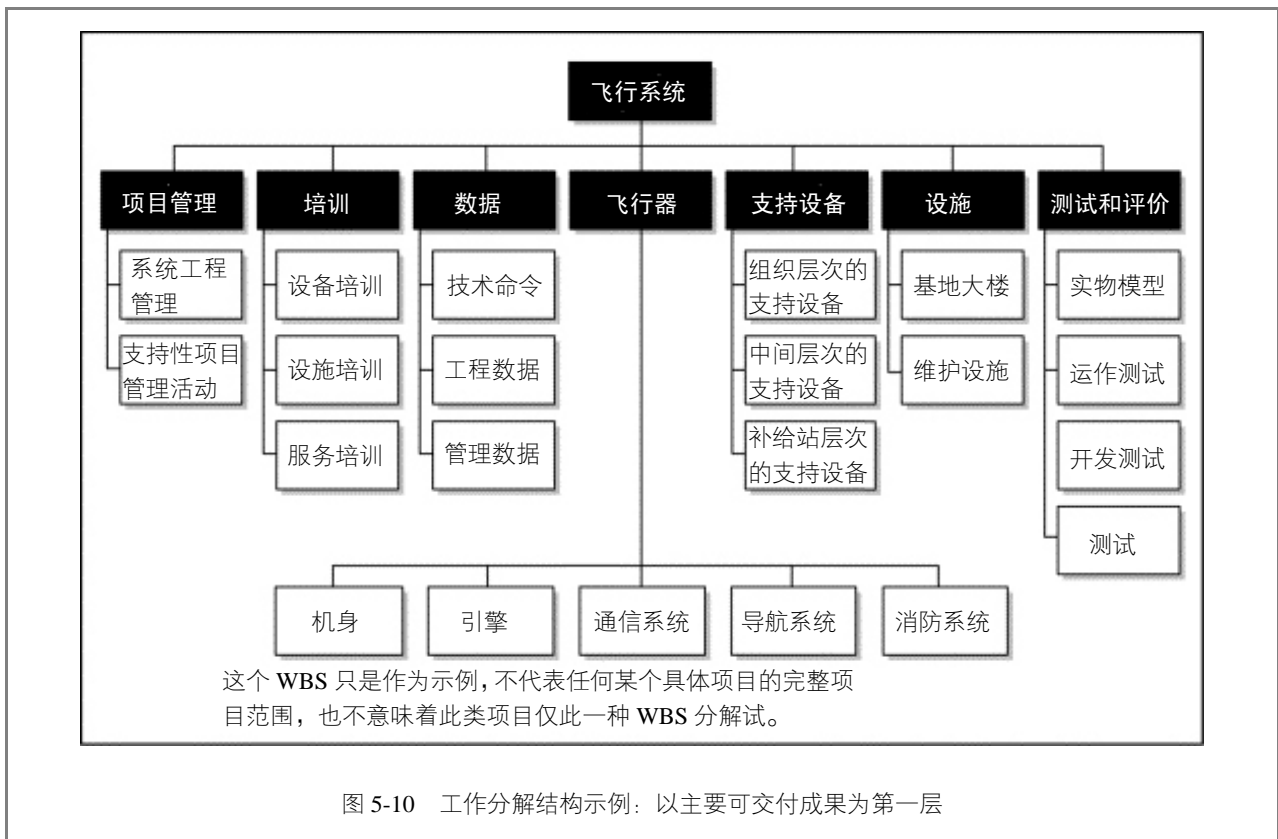 飞行系统
项目管理
培训
数据
飞行器
支持设备
设施
测试和评价
系统工程
管理
设备培训
技术命令
组织层次的
支持设备
基地大楼
实物模型
支持性项目
管理活动
设施培训
工程数据
中间层次的
支持设备
维护设施
运作测试
服务培训
管理数据
补给站层次
的支持设备
开发测试
测试
机身
引擎
通信系统
导航系统
消防系统
这个 WBS 只是作为示例，不代表任何某个具体项目的完整项
目范围，也不意味着此类项目仅此一种 WBS 分解试。
图 5-10 工作分解结构示例：以主要可交付成果为第一层